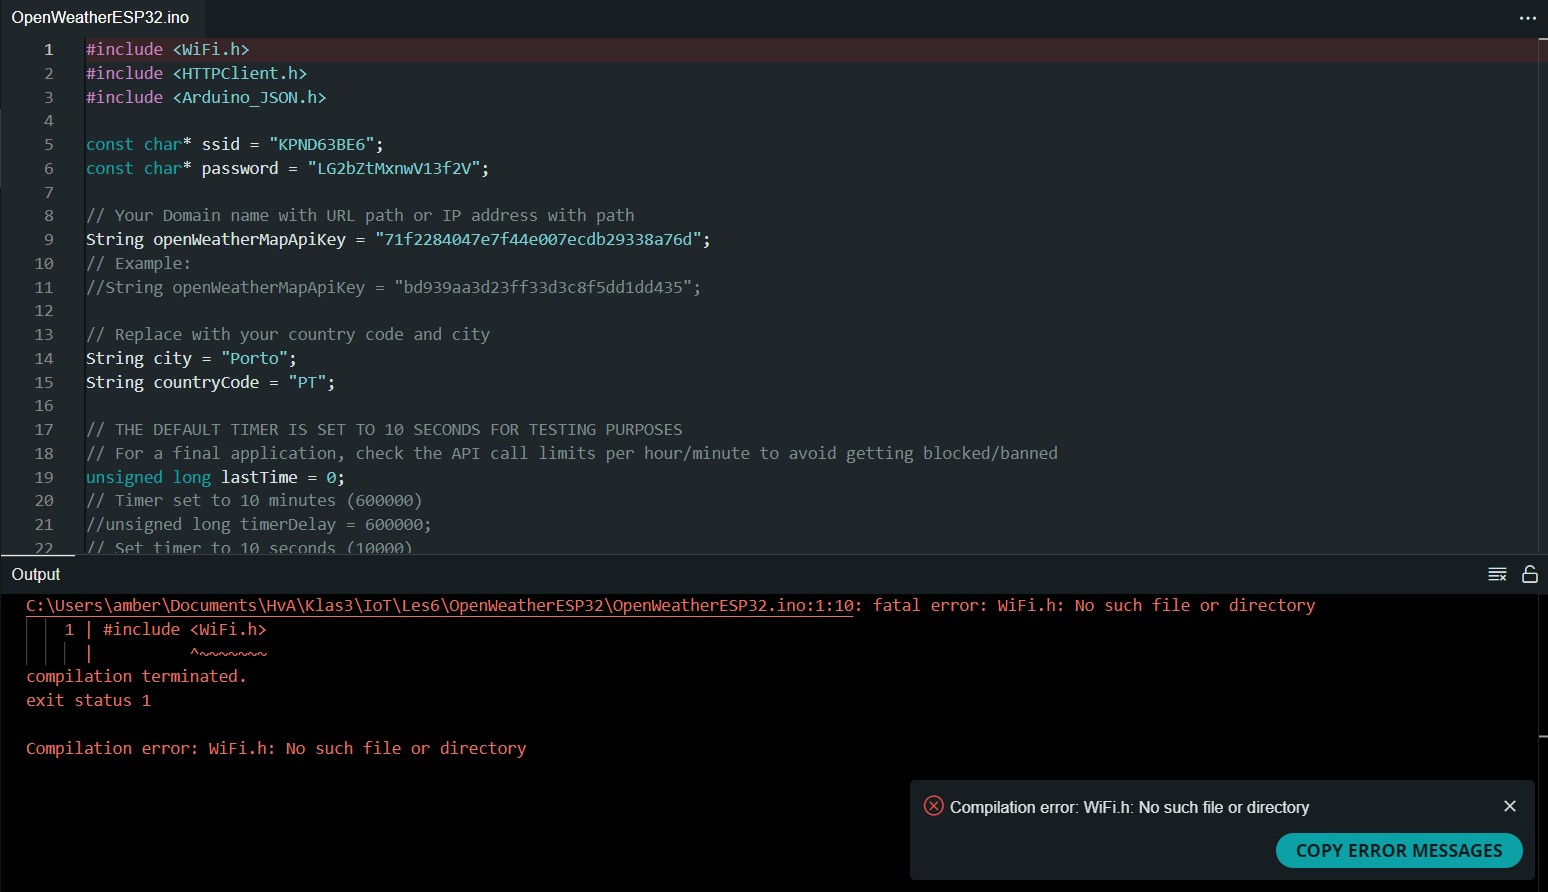 OpenWeatherESP32.ino
1 #include <WiFi.h>
2 #include <HTTPClient.h>
3 #include <Arduino_JSON.h>
4
5 const char* ssid = "KPND63BE6";
6 const char* password = "LG2bZtMxnwV13f2V";
7
8 // Your Domain name with URL path or IP address with path
9 String openWeatherMapApiKey = "71f2284047e7f44e007ecdb29338a76d";
10 // Example:
11 //String openWeatherMapApiKey = "bd939aa3d23ff33d3c8f5dd1dd435";
12
13 // Replace with your country code and city
14 String city = "Porto";
15 String countryCode = "PT";
16
17 // THE DEFAULT TIMER IS SET TO 10 SECONDS FOR TESTING PURPOSES
18 // For a final application, check the API call limits per hour/minute to avoid getting blocked/banned
19 unsigned long lastTime = 0;
20 // Timer set to 10 minutes (600000)
21 //unsigned long timerDelay = 600000;
22 // Set timer to 10 seconds (10000)
Output
C:\Users\amber\Documents\HvA\Klas3\IoT\Les6\OpenWeatherESP32\OpenWeatherESP32.ino:1:10: fatal error: WiFi.h: No such file or directory
1 | #include <WiFi.h>
| ^~~~~~~~
compilation terminated.
exit status 1
Compilation error: WiFi.h: No such file or directory
Compilation error: WiFi.h: No such file or directory
COPY ERROR MESSAGES